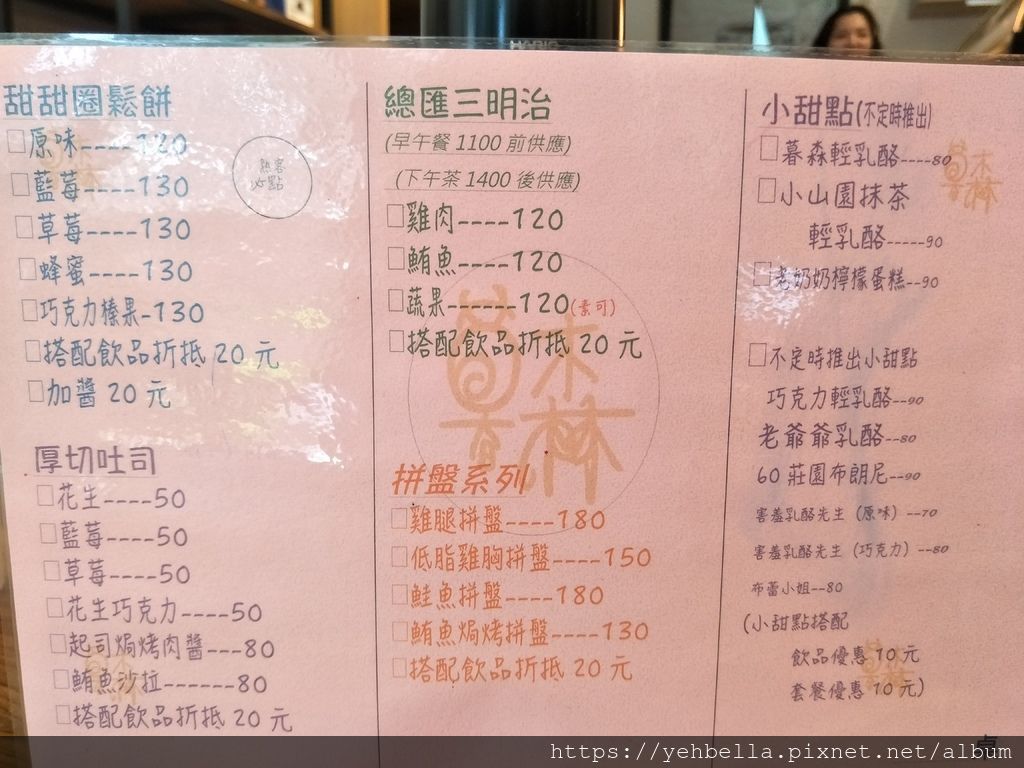 HARIO
甜甜圈鬆餅
原味----120
熟客
必點
藍莓----130
草莓----130
蜂蜜----130
巧克力榛果-130
搭配飲品折抵 20 元
加醬 20 元
厚切吐司
花生----50
藍莓----50
草莓----50
花生巧克力----50
起司焗烤肉醬---80
鮪魚沙拉-------80
搭配飲品折抵 20 元
總匯三明治
(早午餐 1100 前供應)
(下午茶 1400 後供應)
雞肉----120
鮪魚----120
蔬果------120(素可)
搭配飲品折抵 20 元
拼盤系列
雞腿拼盤----180
低脂雞胸拼盤----150
鮭魚拼盤----180
鮪魚焗烤拼盤----130
搭配飲品折抵 20 元
小甜點(不定時推出)
暮森輕乳酪----80
小山園抹茶
輕乳酪-----90
老奶奶檸檬蛋糕--90
不定時推出小甜點
巧克力輕乳酪--90
老爺爺乳酪--80
60 莊園布朗尼--90
害羞乳酪先生（原味）--70
害羞乳酪先生（巧克力）--80
布蕾小姐--80
(小甜點搭配
飲品優惠 10 元
套餐優惠 10 元)
桌
https://yehbella.pixnet.net/album